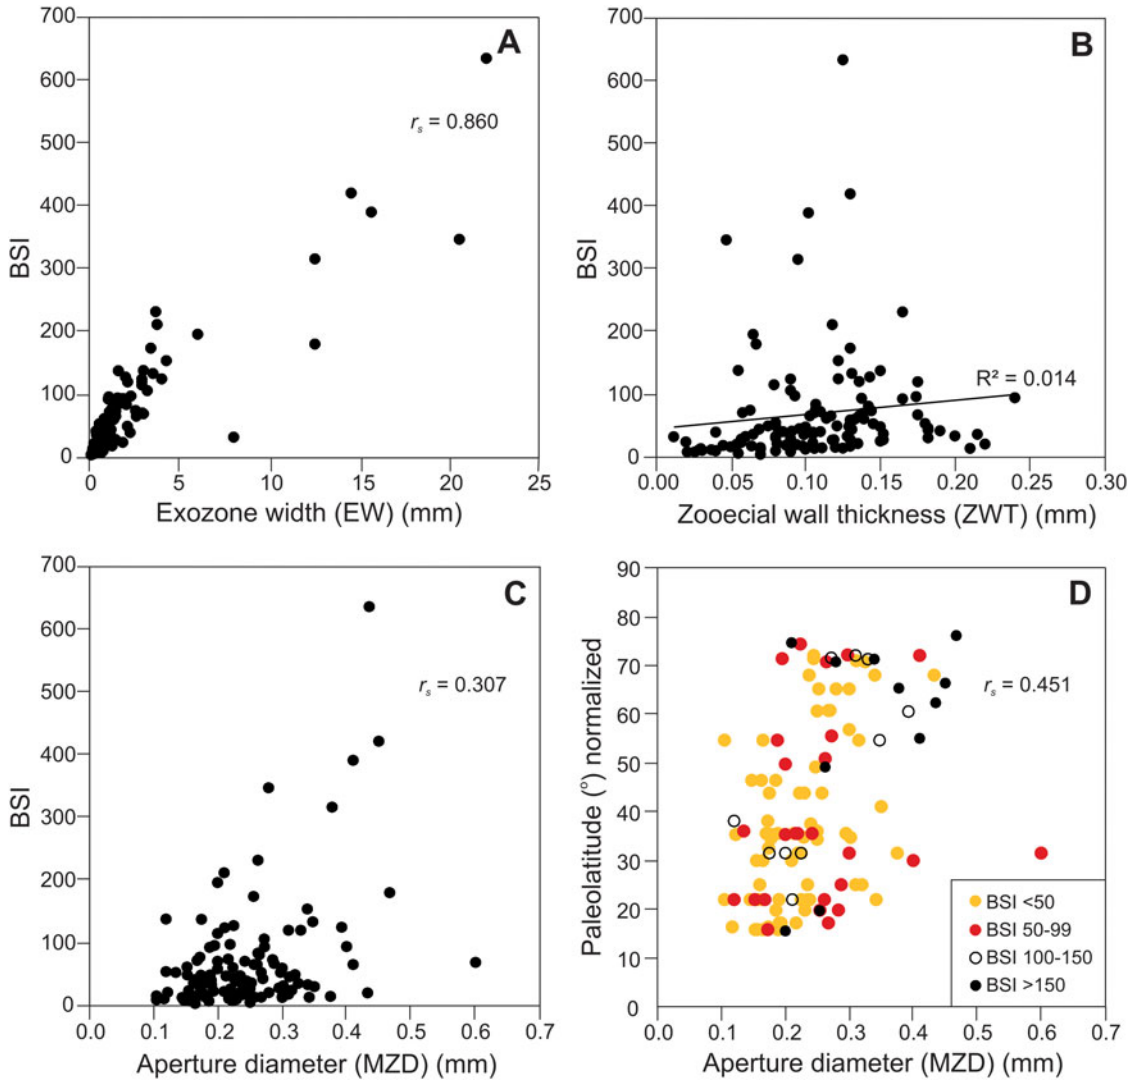 A
700
600
500
400
300
200
100
0
BSI
rs = 0.860
0 5 10 15 20 25
Exozone width (EW) (mm)
B
700
600
500
400
300
200
100
0
BSI
R² = 0.014
0.00 0.05 0.10 0.15 0.20 0.25 0.30
Zooecial wall thickness (ZWT) (mm)
C
700
600
500
400
300
200
100
0
BSI
rs = 0.307
0.0 0.1 0.2 0.3 0.4 0.5 0.6 0.7
Aperture diameter (MZD) (mm)
D
90
80
70
60
50
40
30
20
10
0
Paleolatitude (°) normalized
rs = 0.451
BSI <50
BSI 50-99
BSI 100-150
BSI >150
0.0 0.1 0.2 0.3 0.4 0.5 0.6 0.7
Aperture diameter (MZD) (mm)